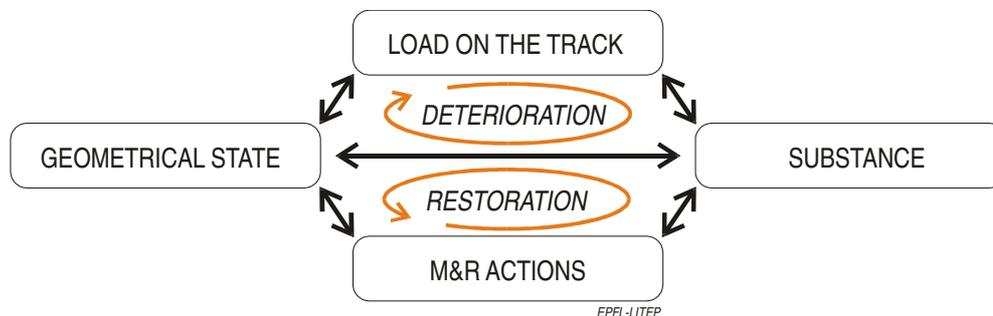 LOAD ON THE TRACK
DETERIORATION
GEOMETRICAL STATE
SUBSTANCE
RESTORATION
M&R ACTIONS
EPFL-LITEP